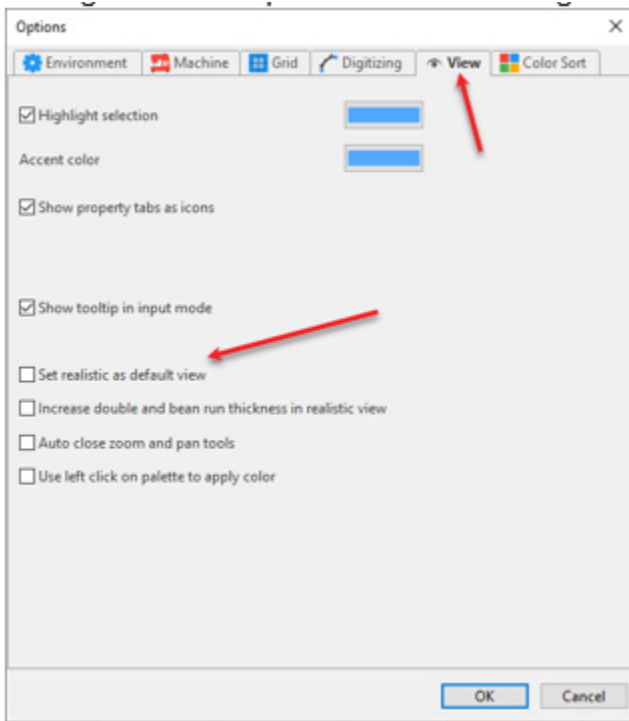 Options
Environment Machine Grid Digitizing View Color Sort
Highlight selection
Accent color
Show property tabs as icons
Show tooltip in input mode
Set realistic as default view
Increase double and bean run thickness in realistic view
Auto close zoom and pan tools
Use left click on palette to apply color
OK Cancel